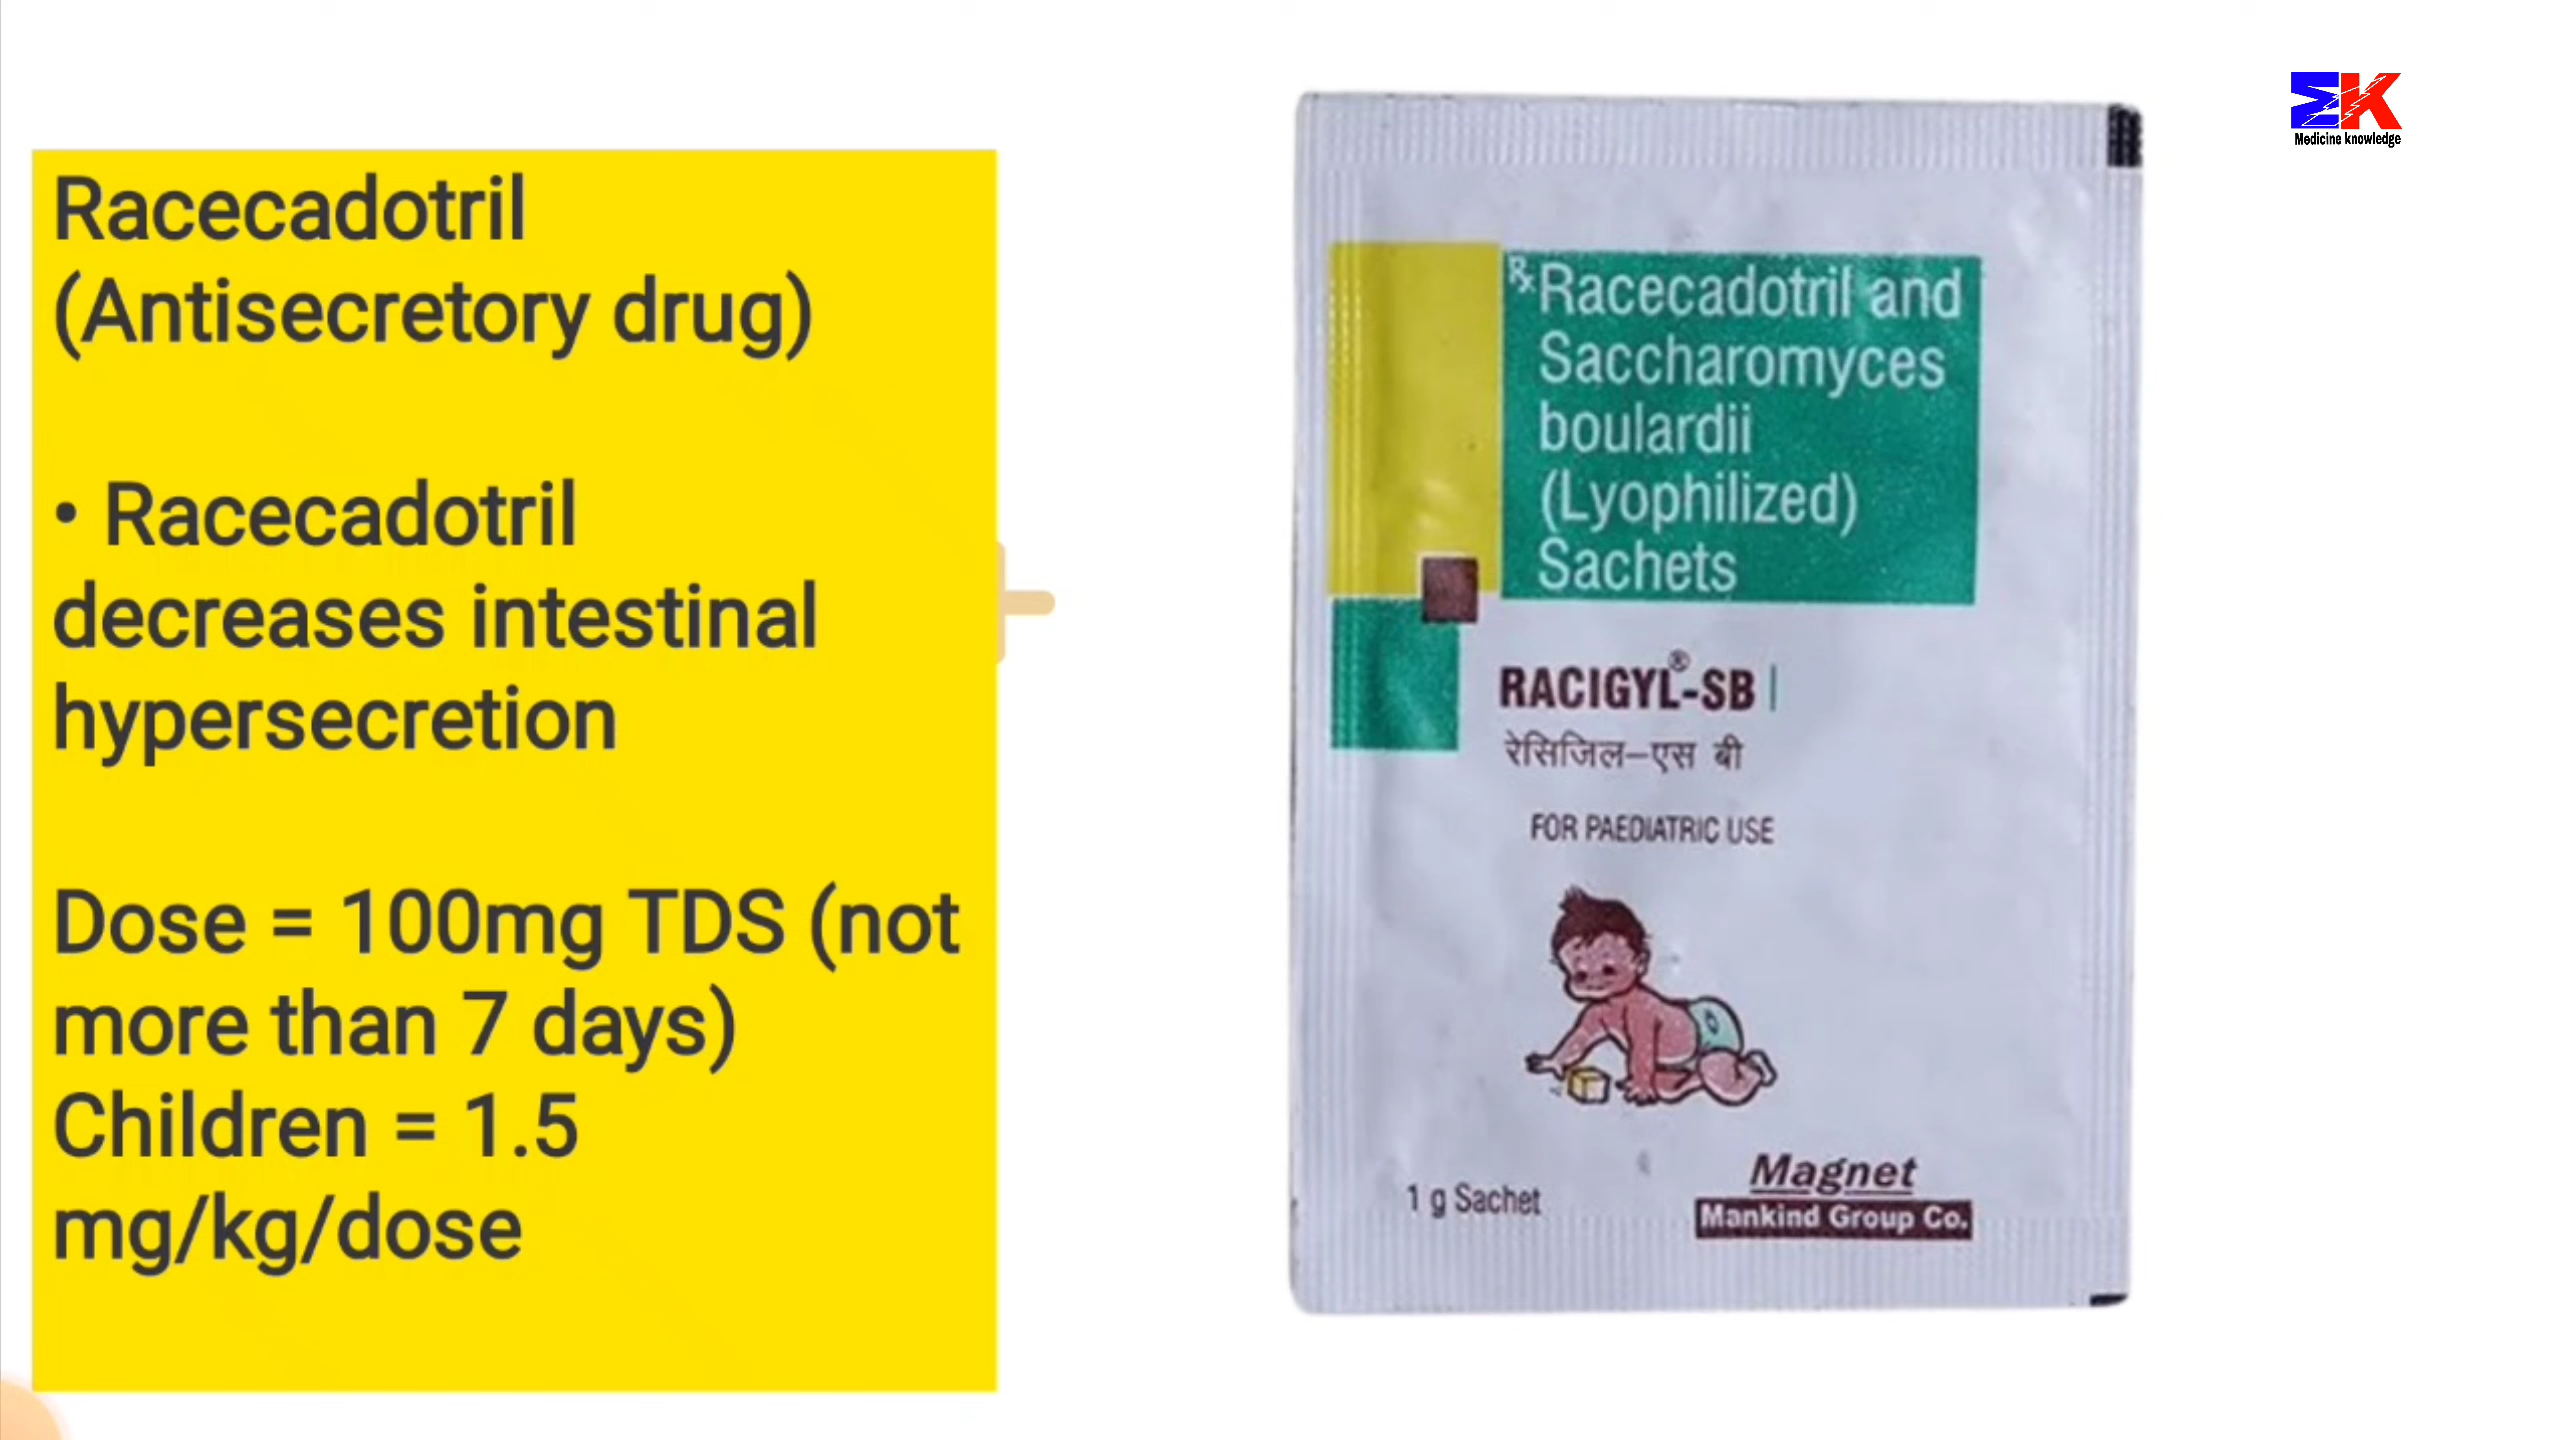 Racecadotril
(Antisecretory drug)
• Racecadotril
decreases intestinal
hypersecretion
Dose = 100mg TDS (not
more than 7 days)
Children = 1.5
mg/kg/dose
Rx Racecadotril and
Saccharomyces
boulardii
(Lyophilized)
Sachets
RACIGYL®-SB
रेसिजिल–एस बी
FOR PAEDIATRIC USE
1 g Sachet
Magnet
Mankind Group Co.
MK
Medicine knowledge